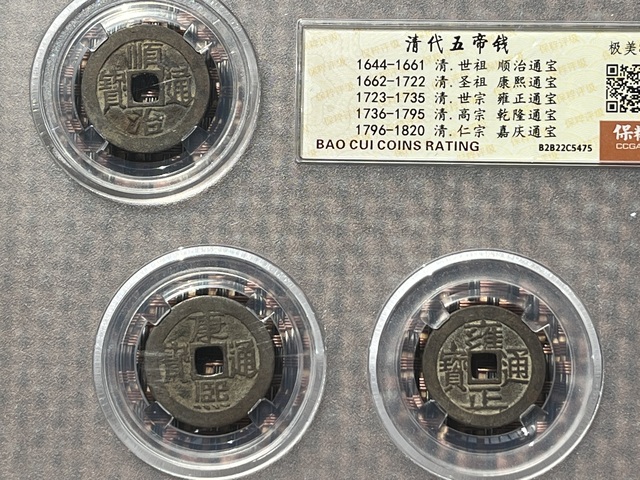 清代五帝钱
极美
1644-1661 清.世祖 顺治通宝
1662-1722 清.圣祖 康熙通宝
1723-1735 清.世宗 雍正通宝
1736-1795 清.高宗 乾隆通宝
1796-1820 清.仁宗 嘉庆通宝
BAO CUI COINS RATING
B2B22C5475
保粹
CCGA
順治通寶
康熙通寶
雍正通寶